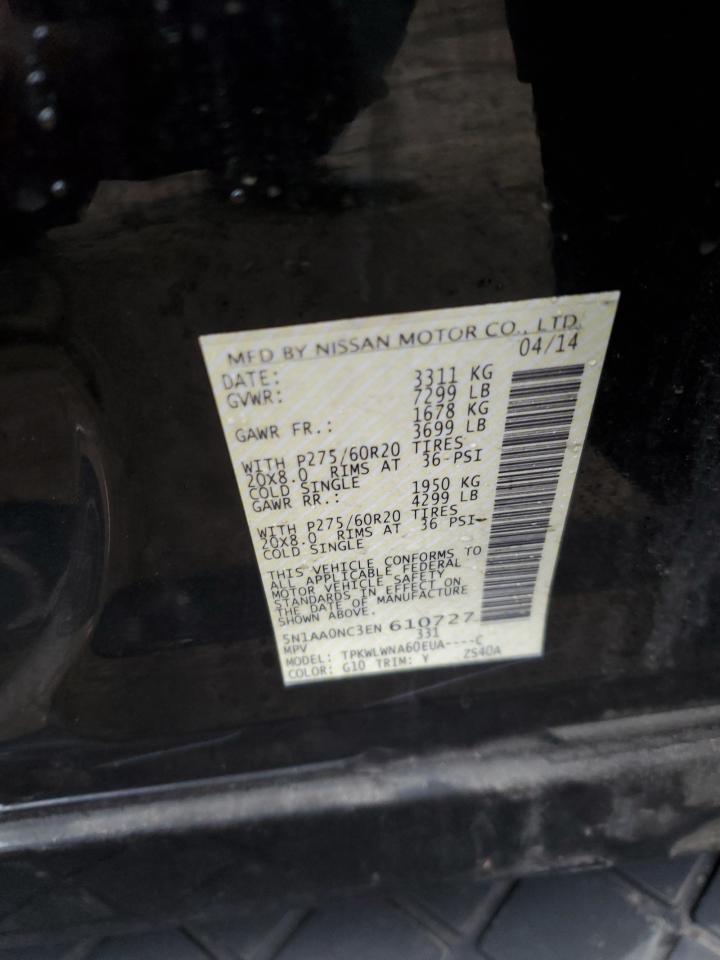 MFD BY NISSAN MOTOR CO., LTD.
DATE: 04/14
GVWR: 3311 KG
7299 LB
GAWR FR.: 1678 KG
3699 LB
WITH P275/60R20 TIRES
20X8.0 RIMS AT 36-PSI
COLD SINGLE
GAWR RR.: 1950 KG
4299 LB
WITH P275/60R20 TIRES
20X8.0 RIMS AT 36 PSI
COLD SINGLE
THIS VEHICLE CONFORMS TO
ALL APPLICABLE FEDERAL
MOTOR VEHICLE SAFETY
STANDARDS IN EFFECT ON
THE DATE OF MANUFACTURE
SHOWN ABOVE.
5N1AA0NC3EN 610727
MPV 331
MODEL: TPKWLWNA60EUA----C
COLOR: G10 TRIM: Y ZS40A